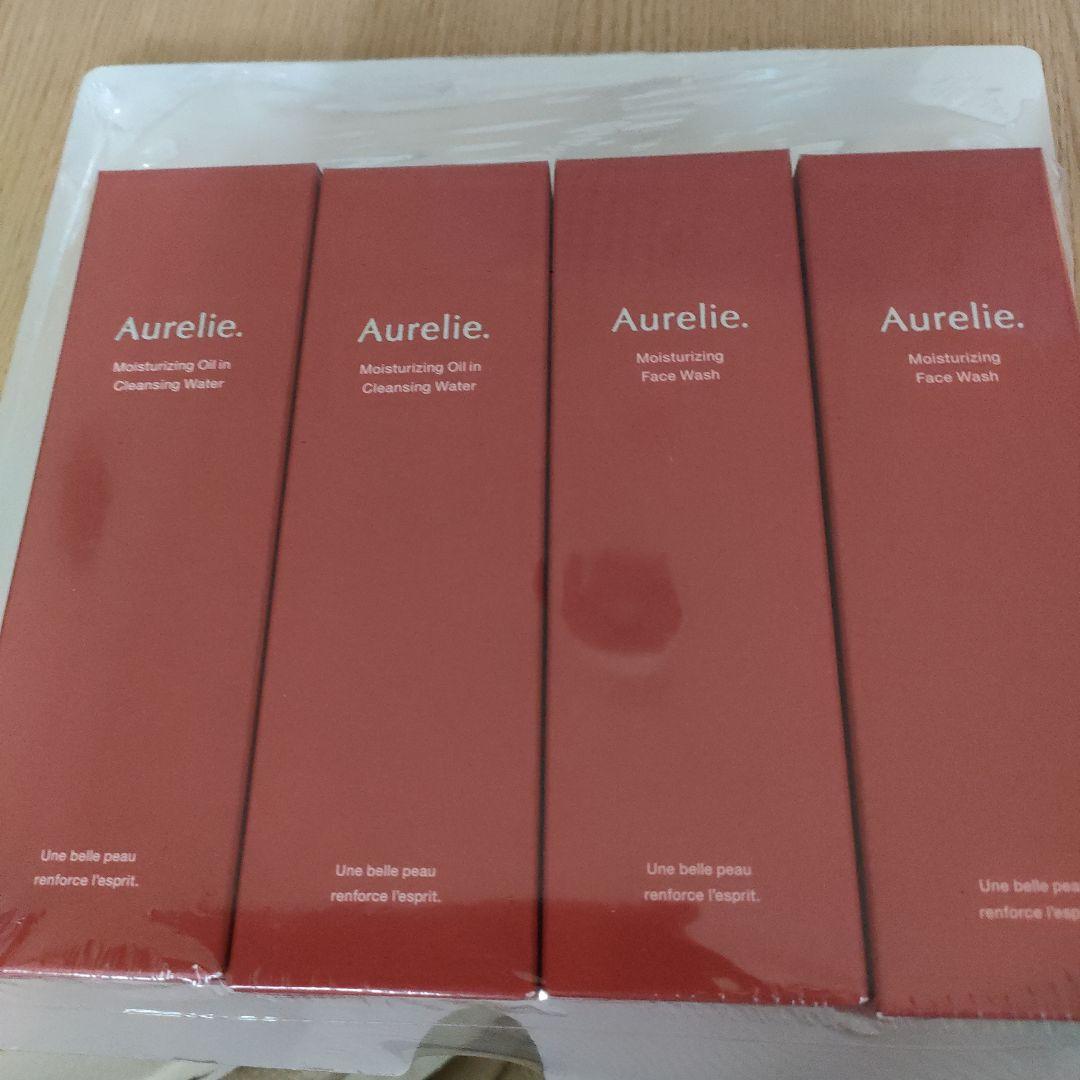 Aurelie.
Moisturizing Oil in
Cleansing Water
Une belle peau
renforce l'esprit.
Aurelie.
Moisturizing Oil in
Cleansing Water
Une belle peau
renforce l'esprit.
Aurelie.
Moisturizing
Face Wash
Une belle peau
renforce l'esprit.
Aurelie.
Moisturizing
Face Wash
Une belle
renforce